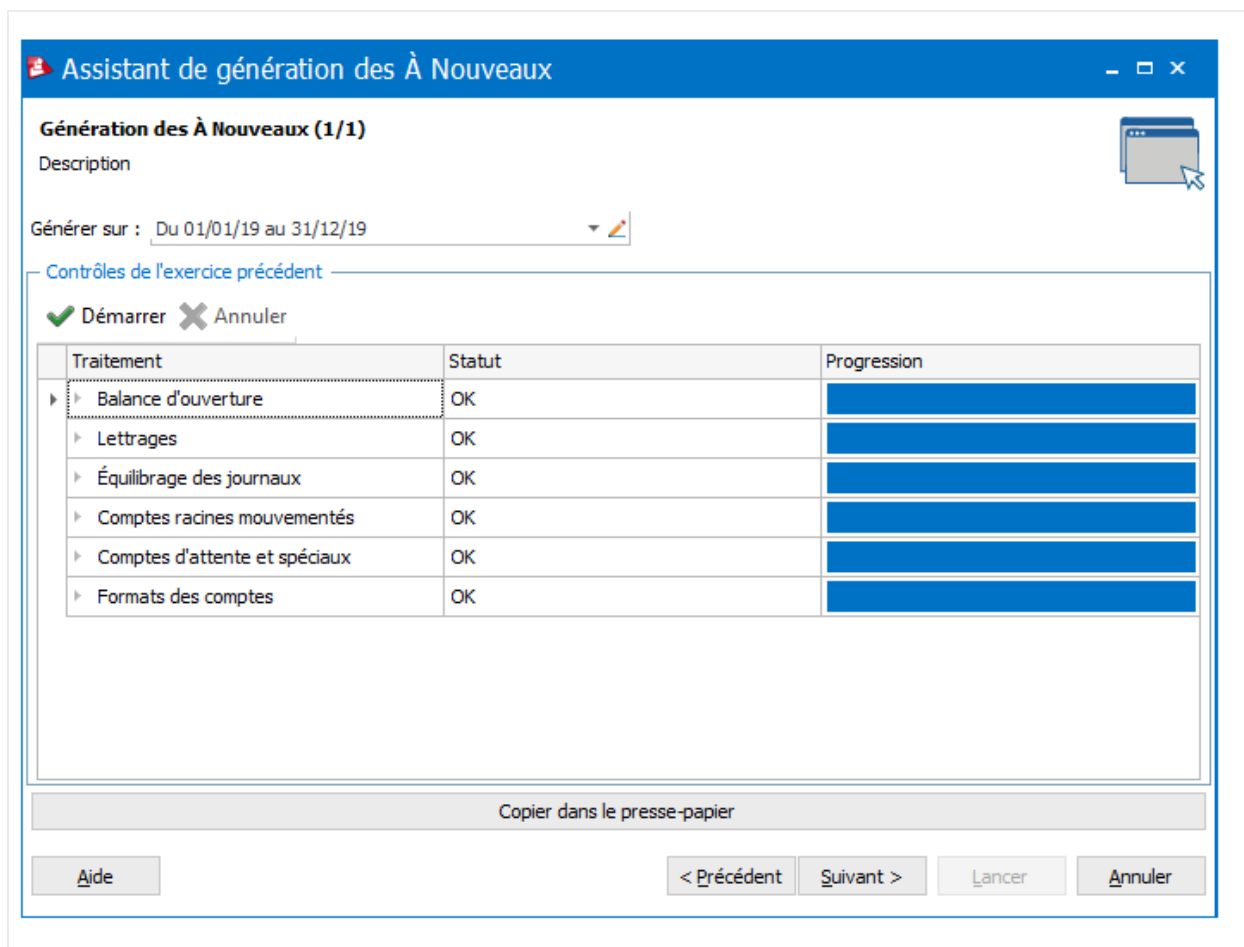 Assistant de génération des À Nouveaux
Génération des À Nouveaux (1/1)
Description
Générer sur : Du 01/01/19 au 31/12/19
Contrôles de l'exercice précédent
Démarrer Annuler
Traitement Statut Progression
Balance d'ouverture OK
Lettrages OK
Équilibrage des journaux OK
Comptes racines mouvementés OK
Comptes d'attente et spéciaux OK
Formats des comptes OK
Copier dans le presse-papier
Aide < Précédent Suivant > Lancer Annuler